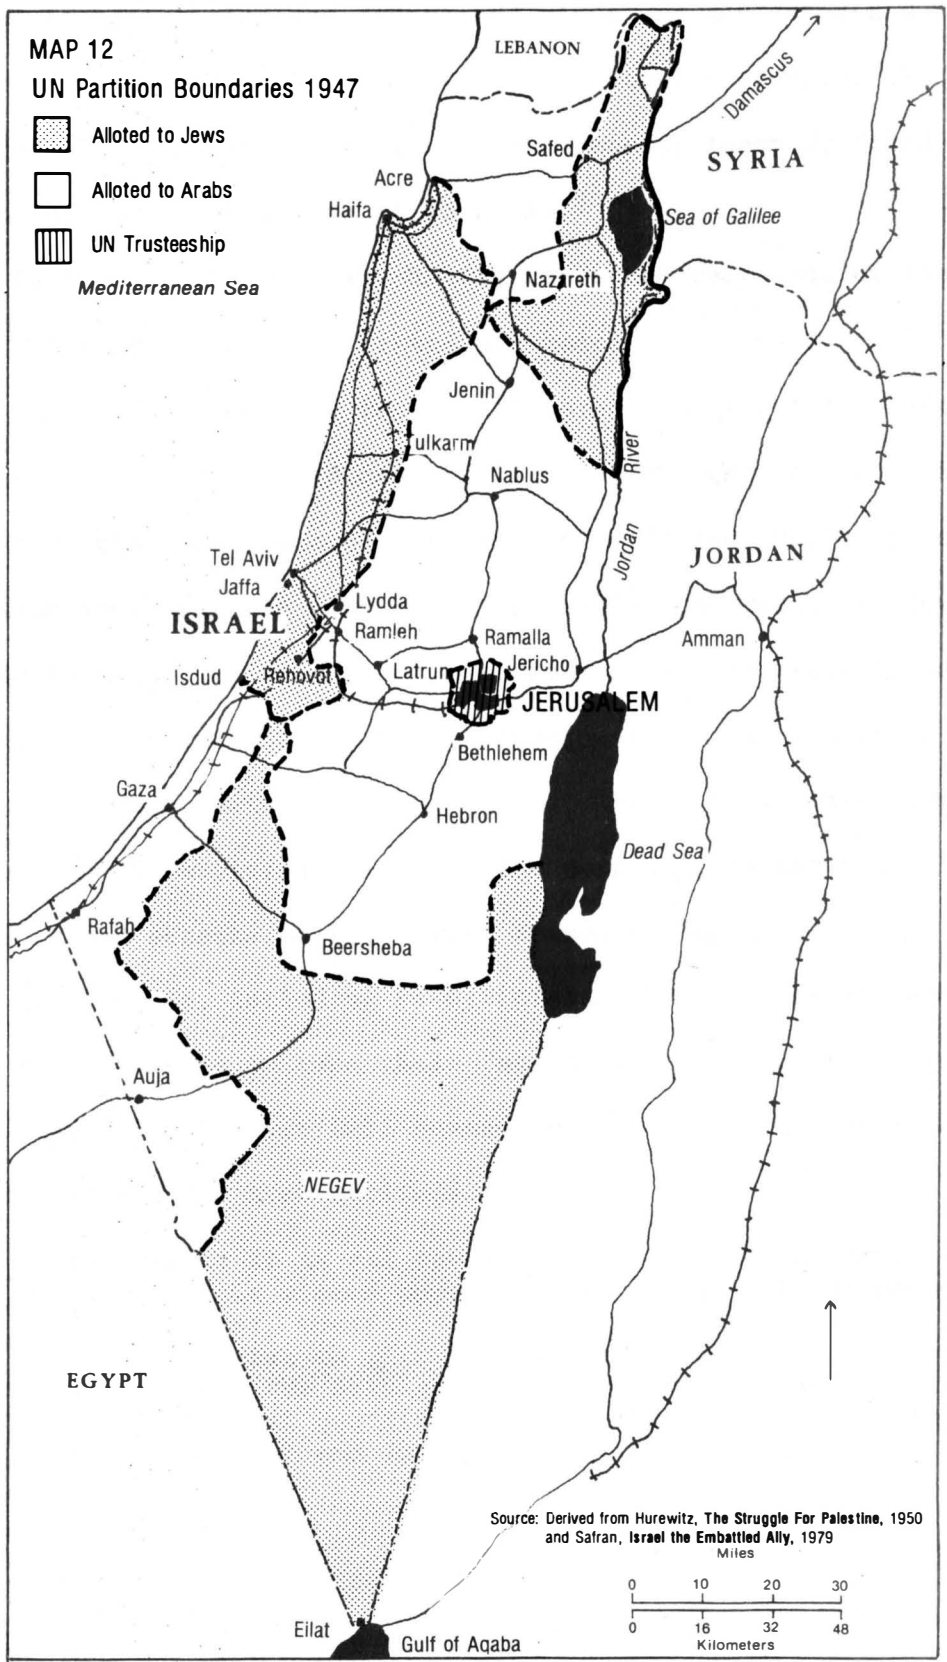 MAP 12
UN Partition Boundaries 1947
Alloted to Jews
Alloted to Arabs
UN Trusteeship
Mediterranean Sea
LEBANON
Damascus
Safed
SYRIA
Acre
Haifa
Sea of Galilee
Nazareth
Jenin
ulkarm
River
Nablus
Jordan
Tel Aviv
Jaffa
JORDAN
Lydda
ISRAEL
Ramleh
Ramalla
Amman
Isdud
Rehovot
Latrun
Jericho
JERUSALEM
Bethlehem
Gaza
Hebron
Dead Sea
Rafah
Beersheba
Auja
NEGEV
EGYPT
Source: Derived from Hurewitz, The Struggle For Palestine, 1950
and Safran, Israel the Embattled Ally, 1979
Miles
0 10 20 30
0 16 32 48
Kilometers
Eilat
Gulf of Aqaba